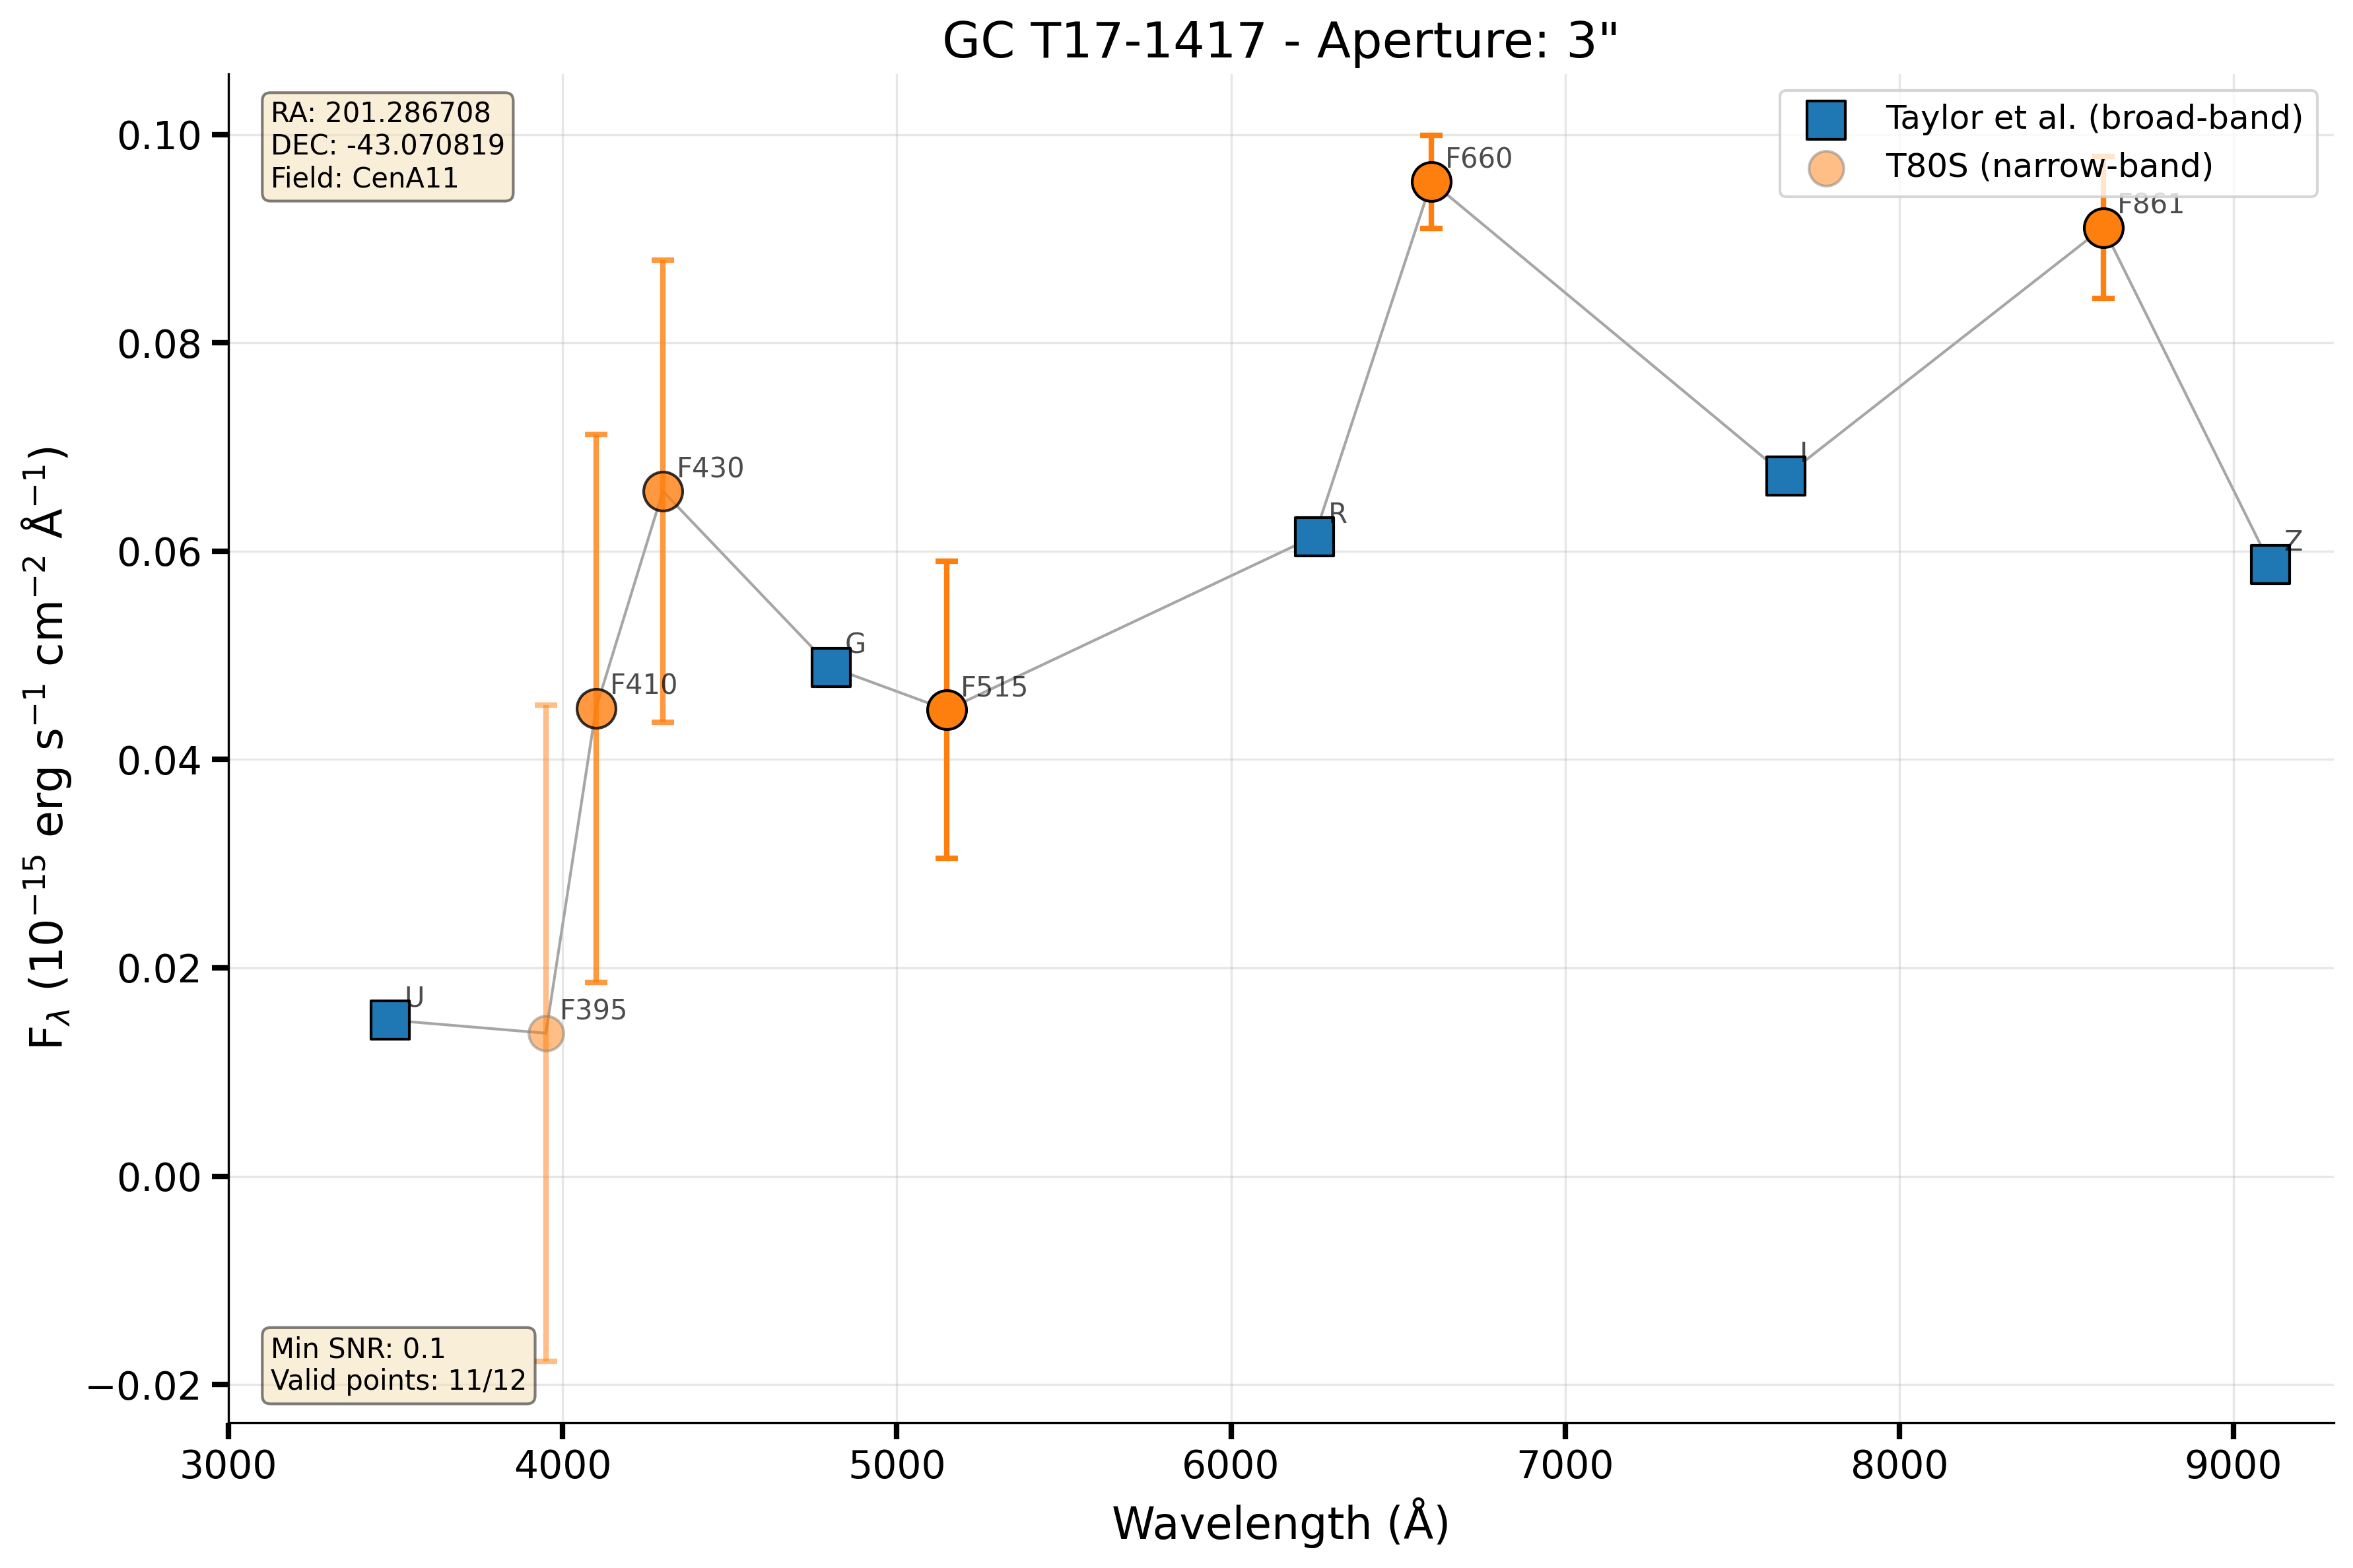 GC T17-1417 - Aperture: 3"
RA: 201.286708
DEC: -43.070819
Field: CenA11
Taylor et al. (broad-band)
T80S (narrow-band)
F660
F861
F430
I
R
Z
G
F410
F515
U
F395
Min SNR: 0.1
Valid points: 11/12
0.10
0.08
0.06
0.04
0.02
0.00
−0.02
3000
4000
5000
6000
7000
8000
9000
Wavelength (Å)
Fλ (10⁻¹⁵ erg s⁻¹ cm⁻² Å⁻¹)